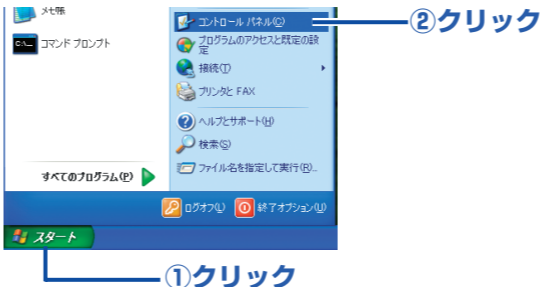 メモ帳
コマンド プロンプト
すべてのプログラム(P)
コントロール パネル(C)
プログラムのアクセスと既定の設
定
接続(T)
プリンタと FAX
ヘルプとサポート(H)
検索(S)
ファイル名を指定して実行(R)...
ログオフ(L)
終了オプション(U)
スタート
②クリック
①クリック